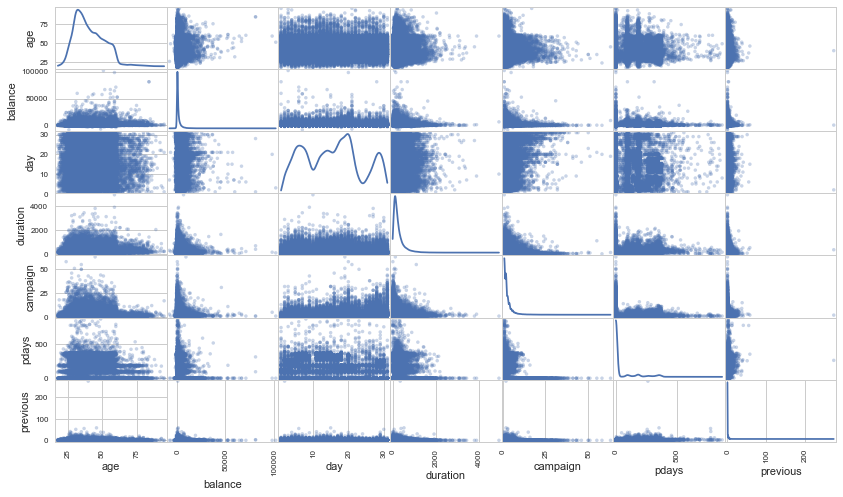 age
75
50
25
balance
100000
50000
0
day
30
20
10
0
duration
4000
2000
0
campaign
50
25
0
pdays
500
0
previous
200
100
0
25 50 75 0 50000 100000 10 20 30 0 2000 4000 0 25 50 0 500 0 100 200
age balance day duration campaign pdays previous